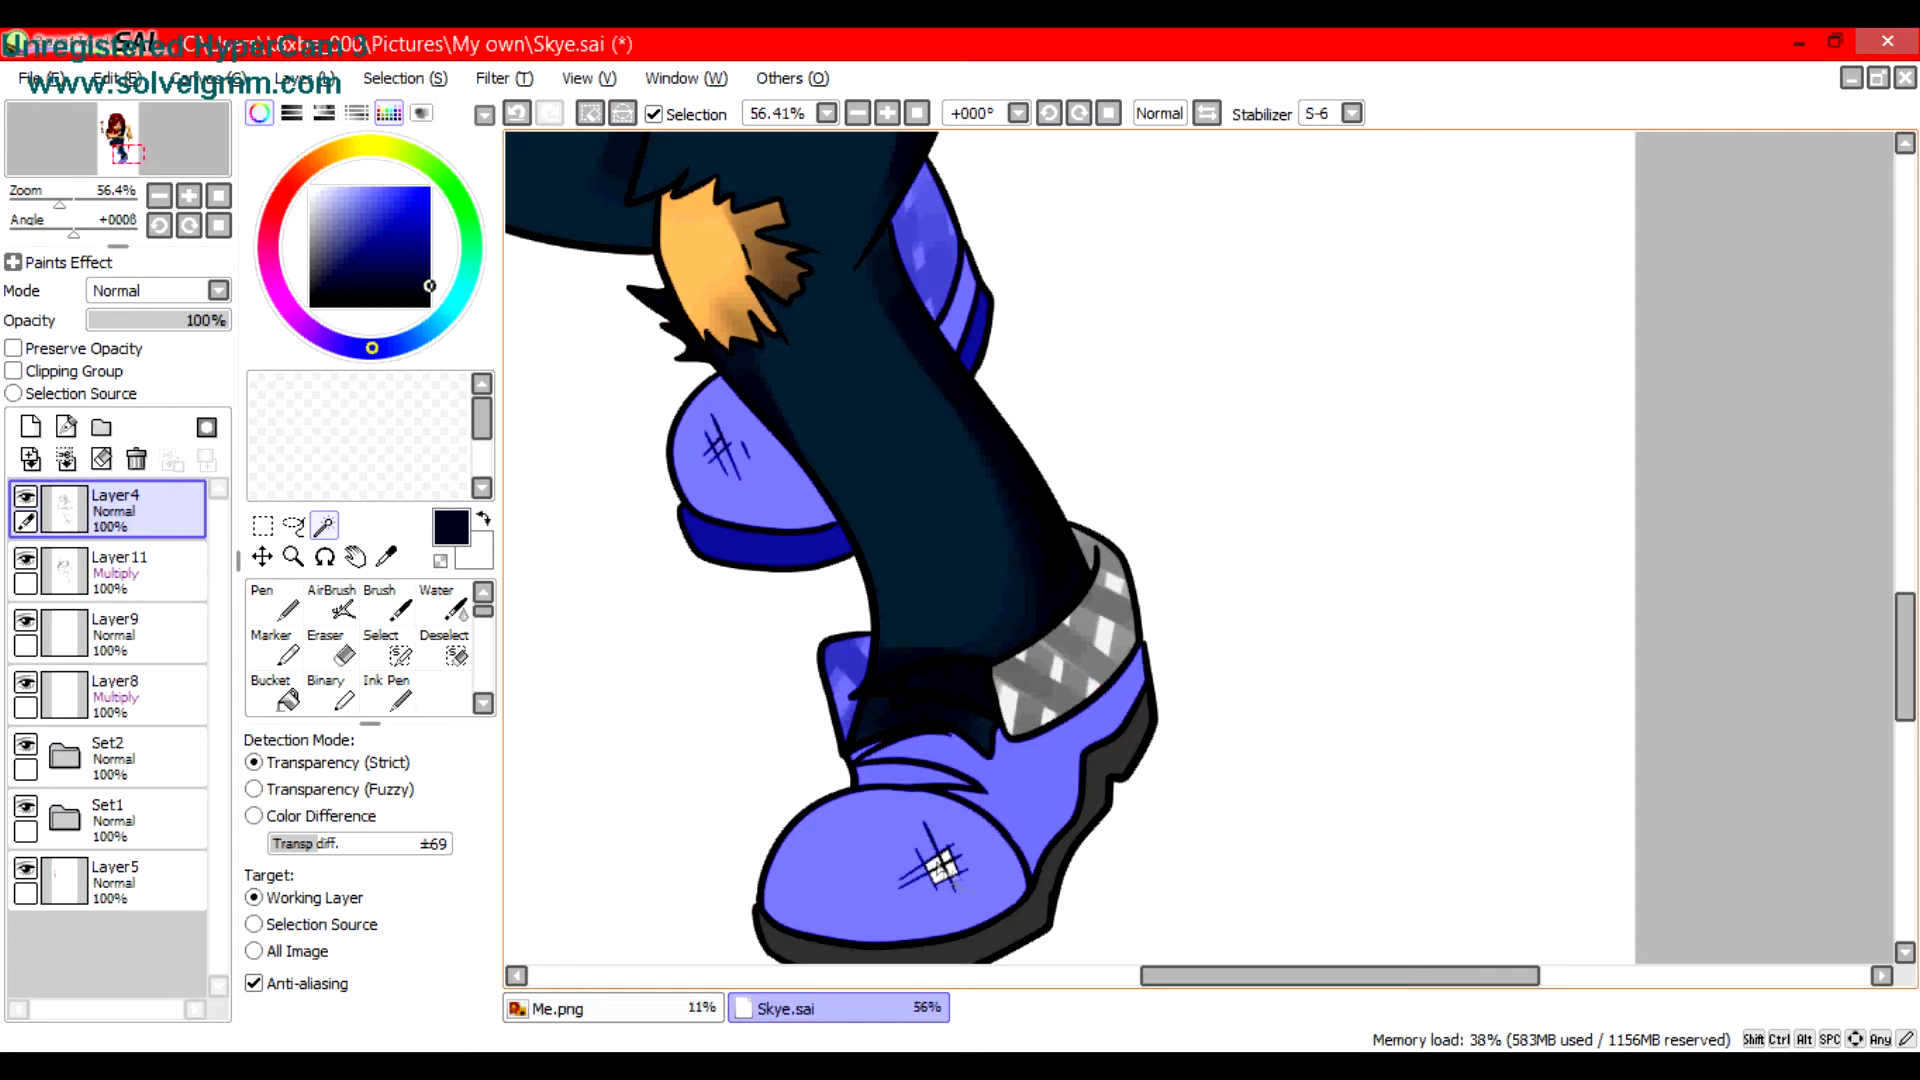 Unregistered HyperCam 3
SAI
\Pictures\My own\Skye.sai (*)
www.solveigmm.com
Selection (S) Filter (T) View (V) Window (W) Others (O)
Selection 56.41% +000° Normal Stabilizer S-6
Zoom 56.4%
Angle +000ß
Paints Effect
Mode Normal
Opacity 100%
Preserve Opacity
Clipping Group
Selection Source
Layer4
Normal
100%
Layer11
Multiply
100%
Layer9
Normal
100%
Layer8
Multiply
100%
Set2
Normal
100%
Set1
Normal
100%
Layer5
Normal
100%
Pen AirBrush Brush Water
Marker Eraser Select Deselect
Bucket Binary Ink Pen
Detection Mode:
Transparency (Strict)
Transparency (Fuzzy)
Color Difference
Transp diff. ±69
Target:
Working Layer
Selection Source
All Image
Anti-aliasing
Me.png 11% Skye.sai 56%
Memory load: 38% (583MB used / 1156MB reserved) Shift Ctrl Alt SPC Any